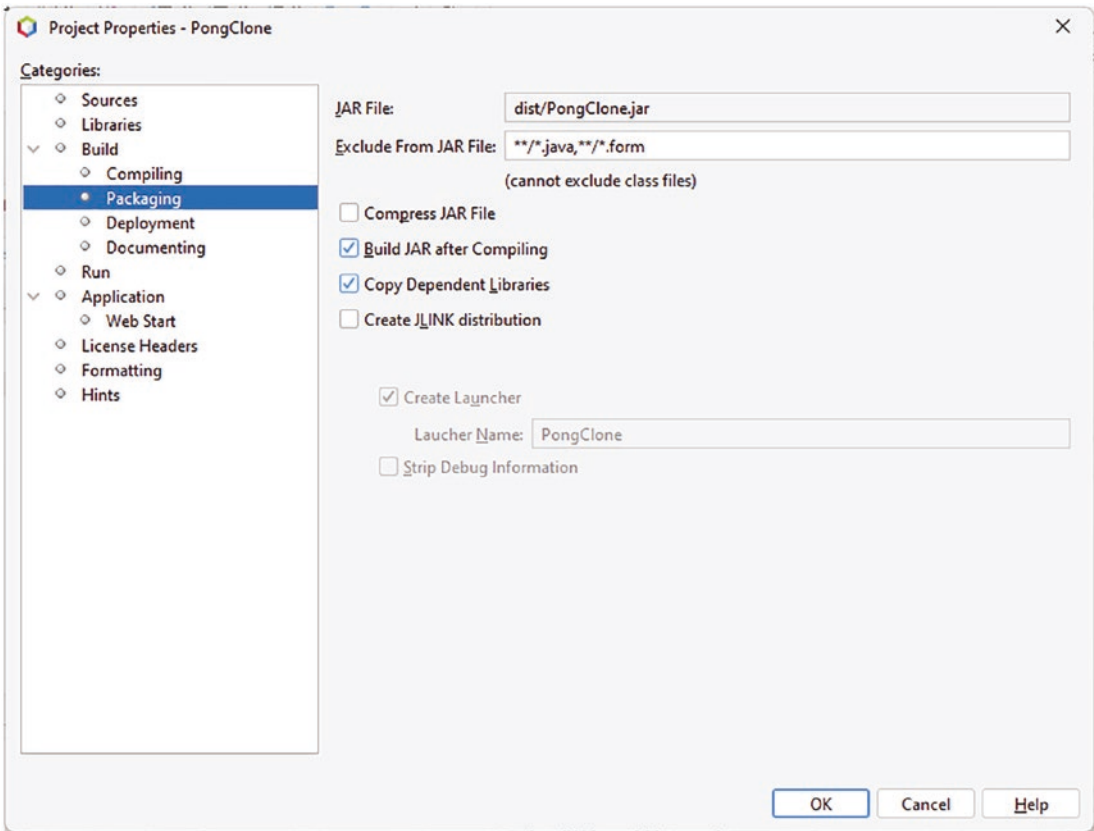 Project Properties - PongClone
Categories:
Sources
Libraries
Build
Compiling
Packaging
Deployment
Documenting
Run
Application
Web Start
License Headers
Formatting
Hints
JAR File: dist/PongClone.jar
Exclude From JAR File: **/*.java,**/*.form
(cannot exclude class files)
Compress JAR File
Build JAR after Compiling
Copy Dependent Libraries
Create JLINK distribution
Create Launcher
Laucher Name: PongClone
Strip Debug Information
OK Cancel Help